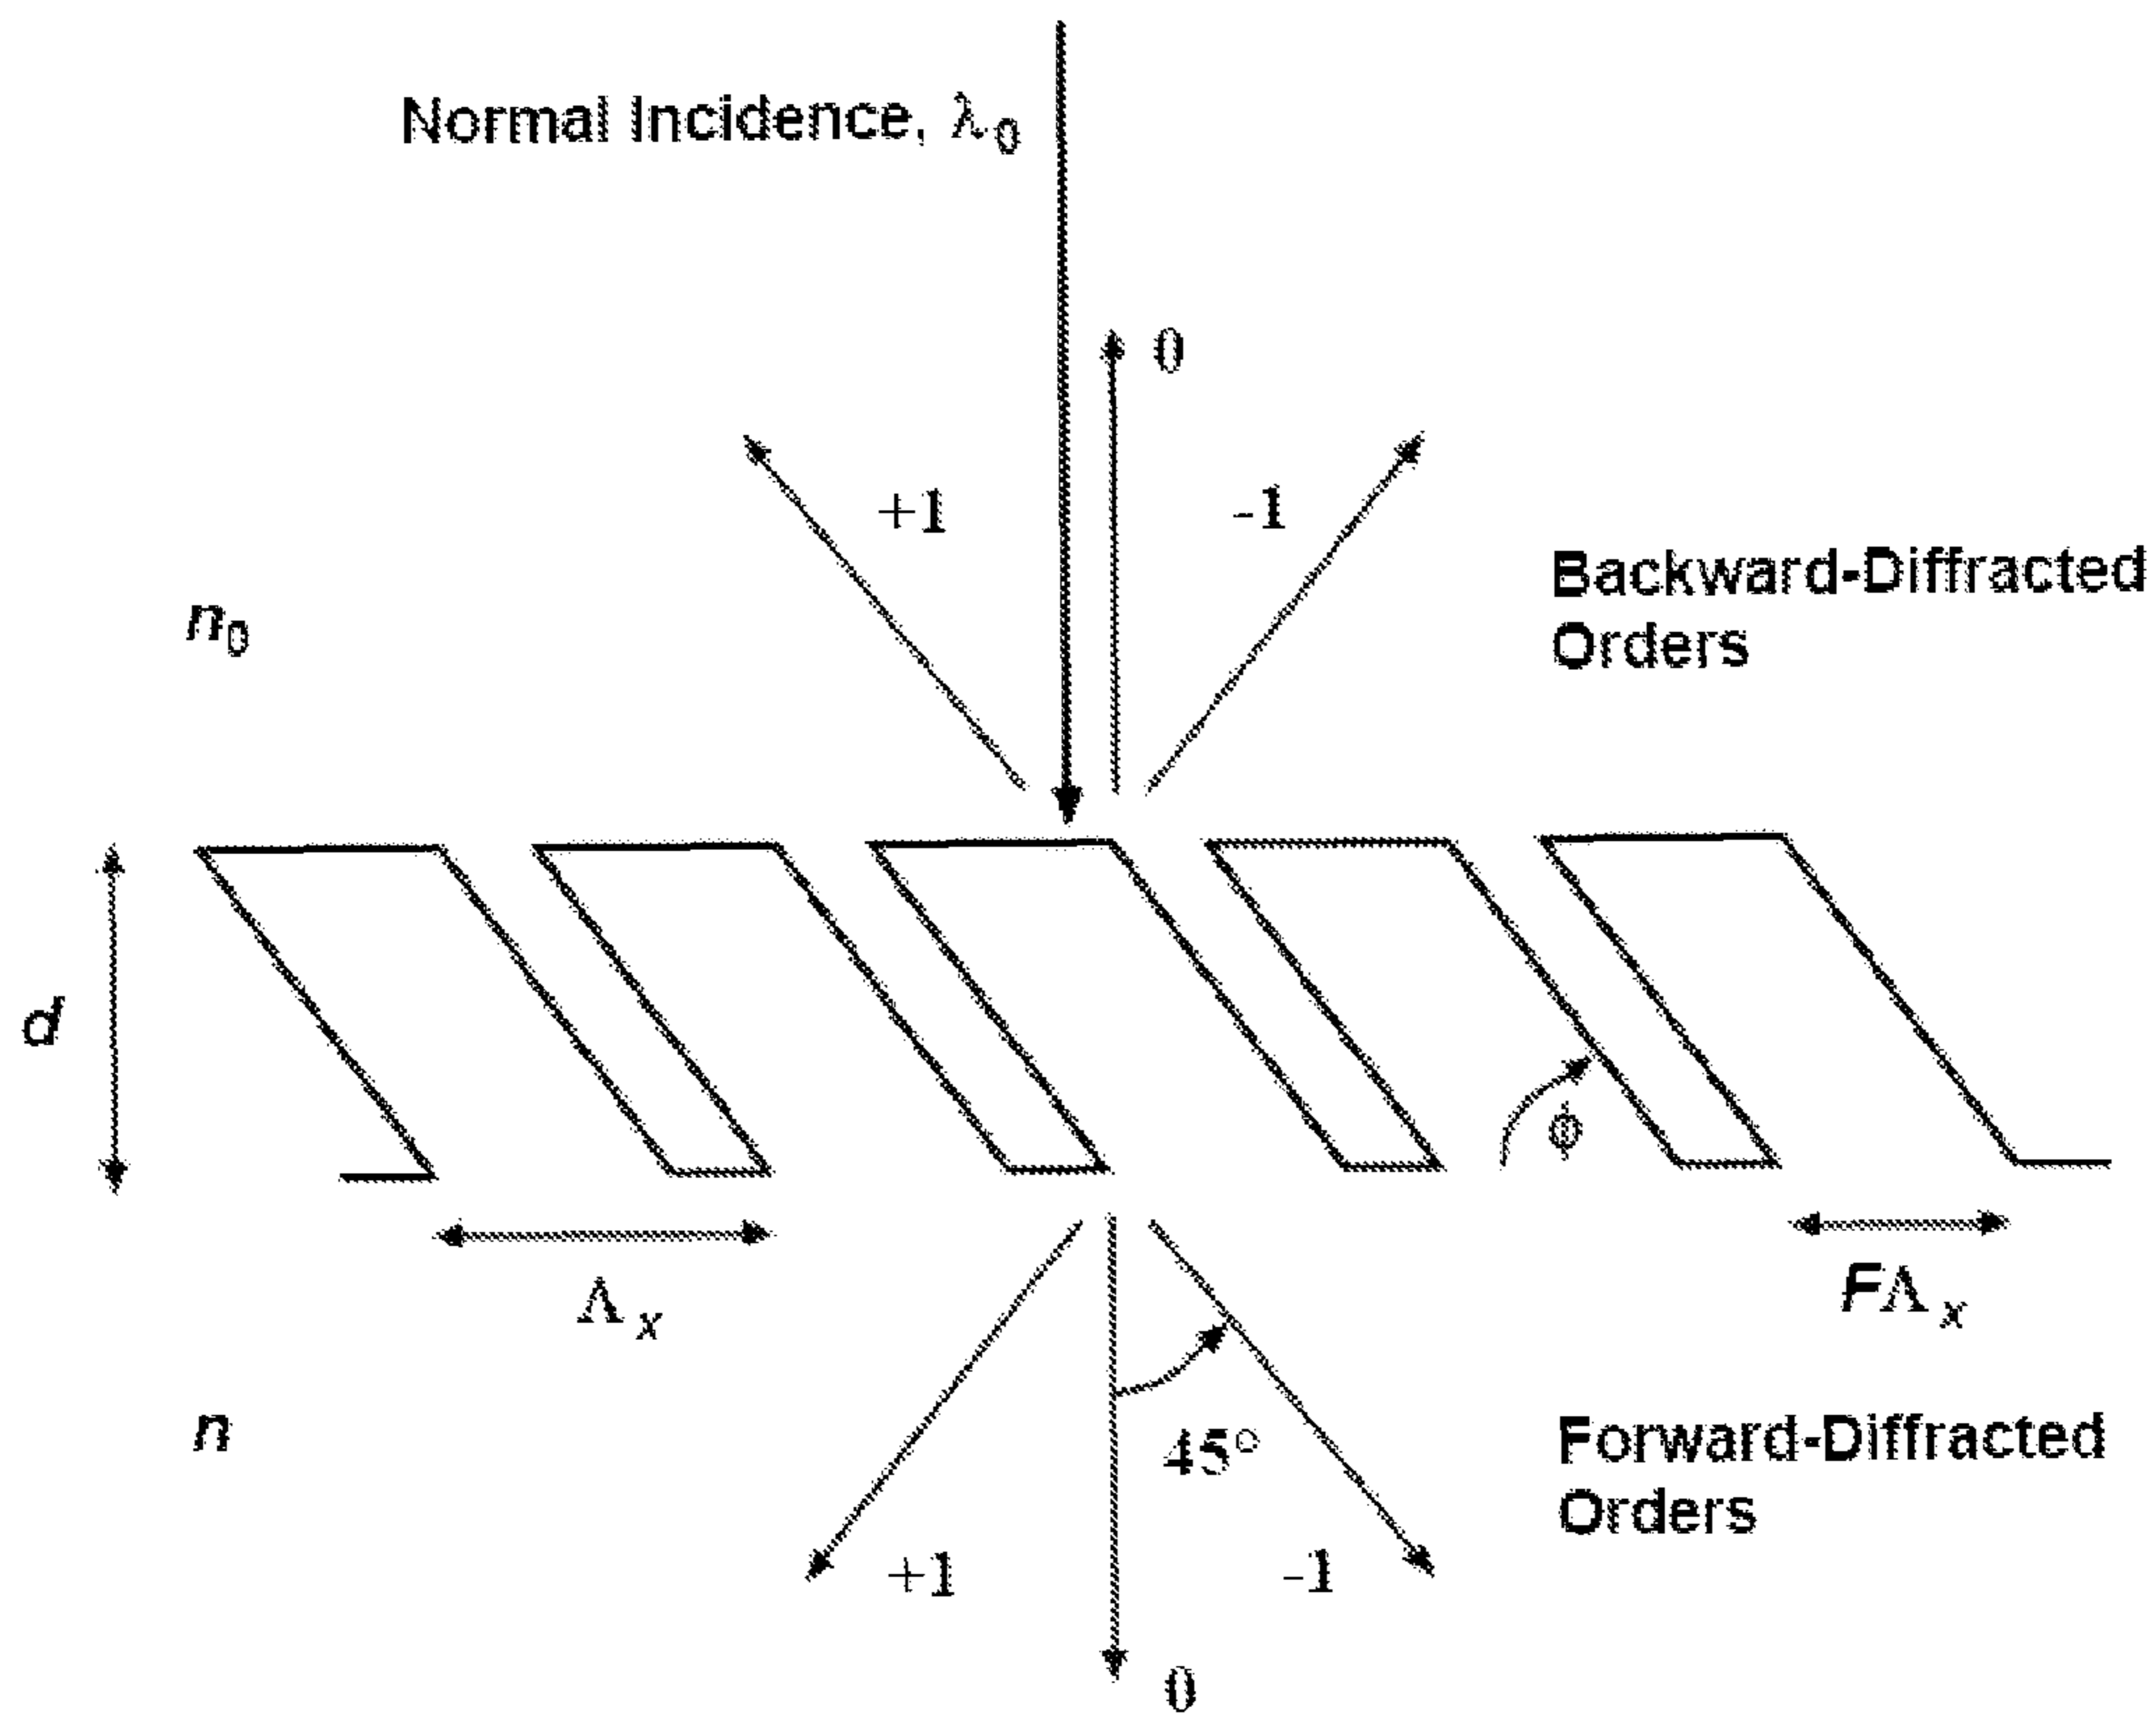 Normal Incidence, λ0
0
+1
-1
Backward-Diffracted
Orders
n0
d
ϕ
Λx
FΛx
n
45°
Forward-Diffracted
Orders
+1
-1
0